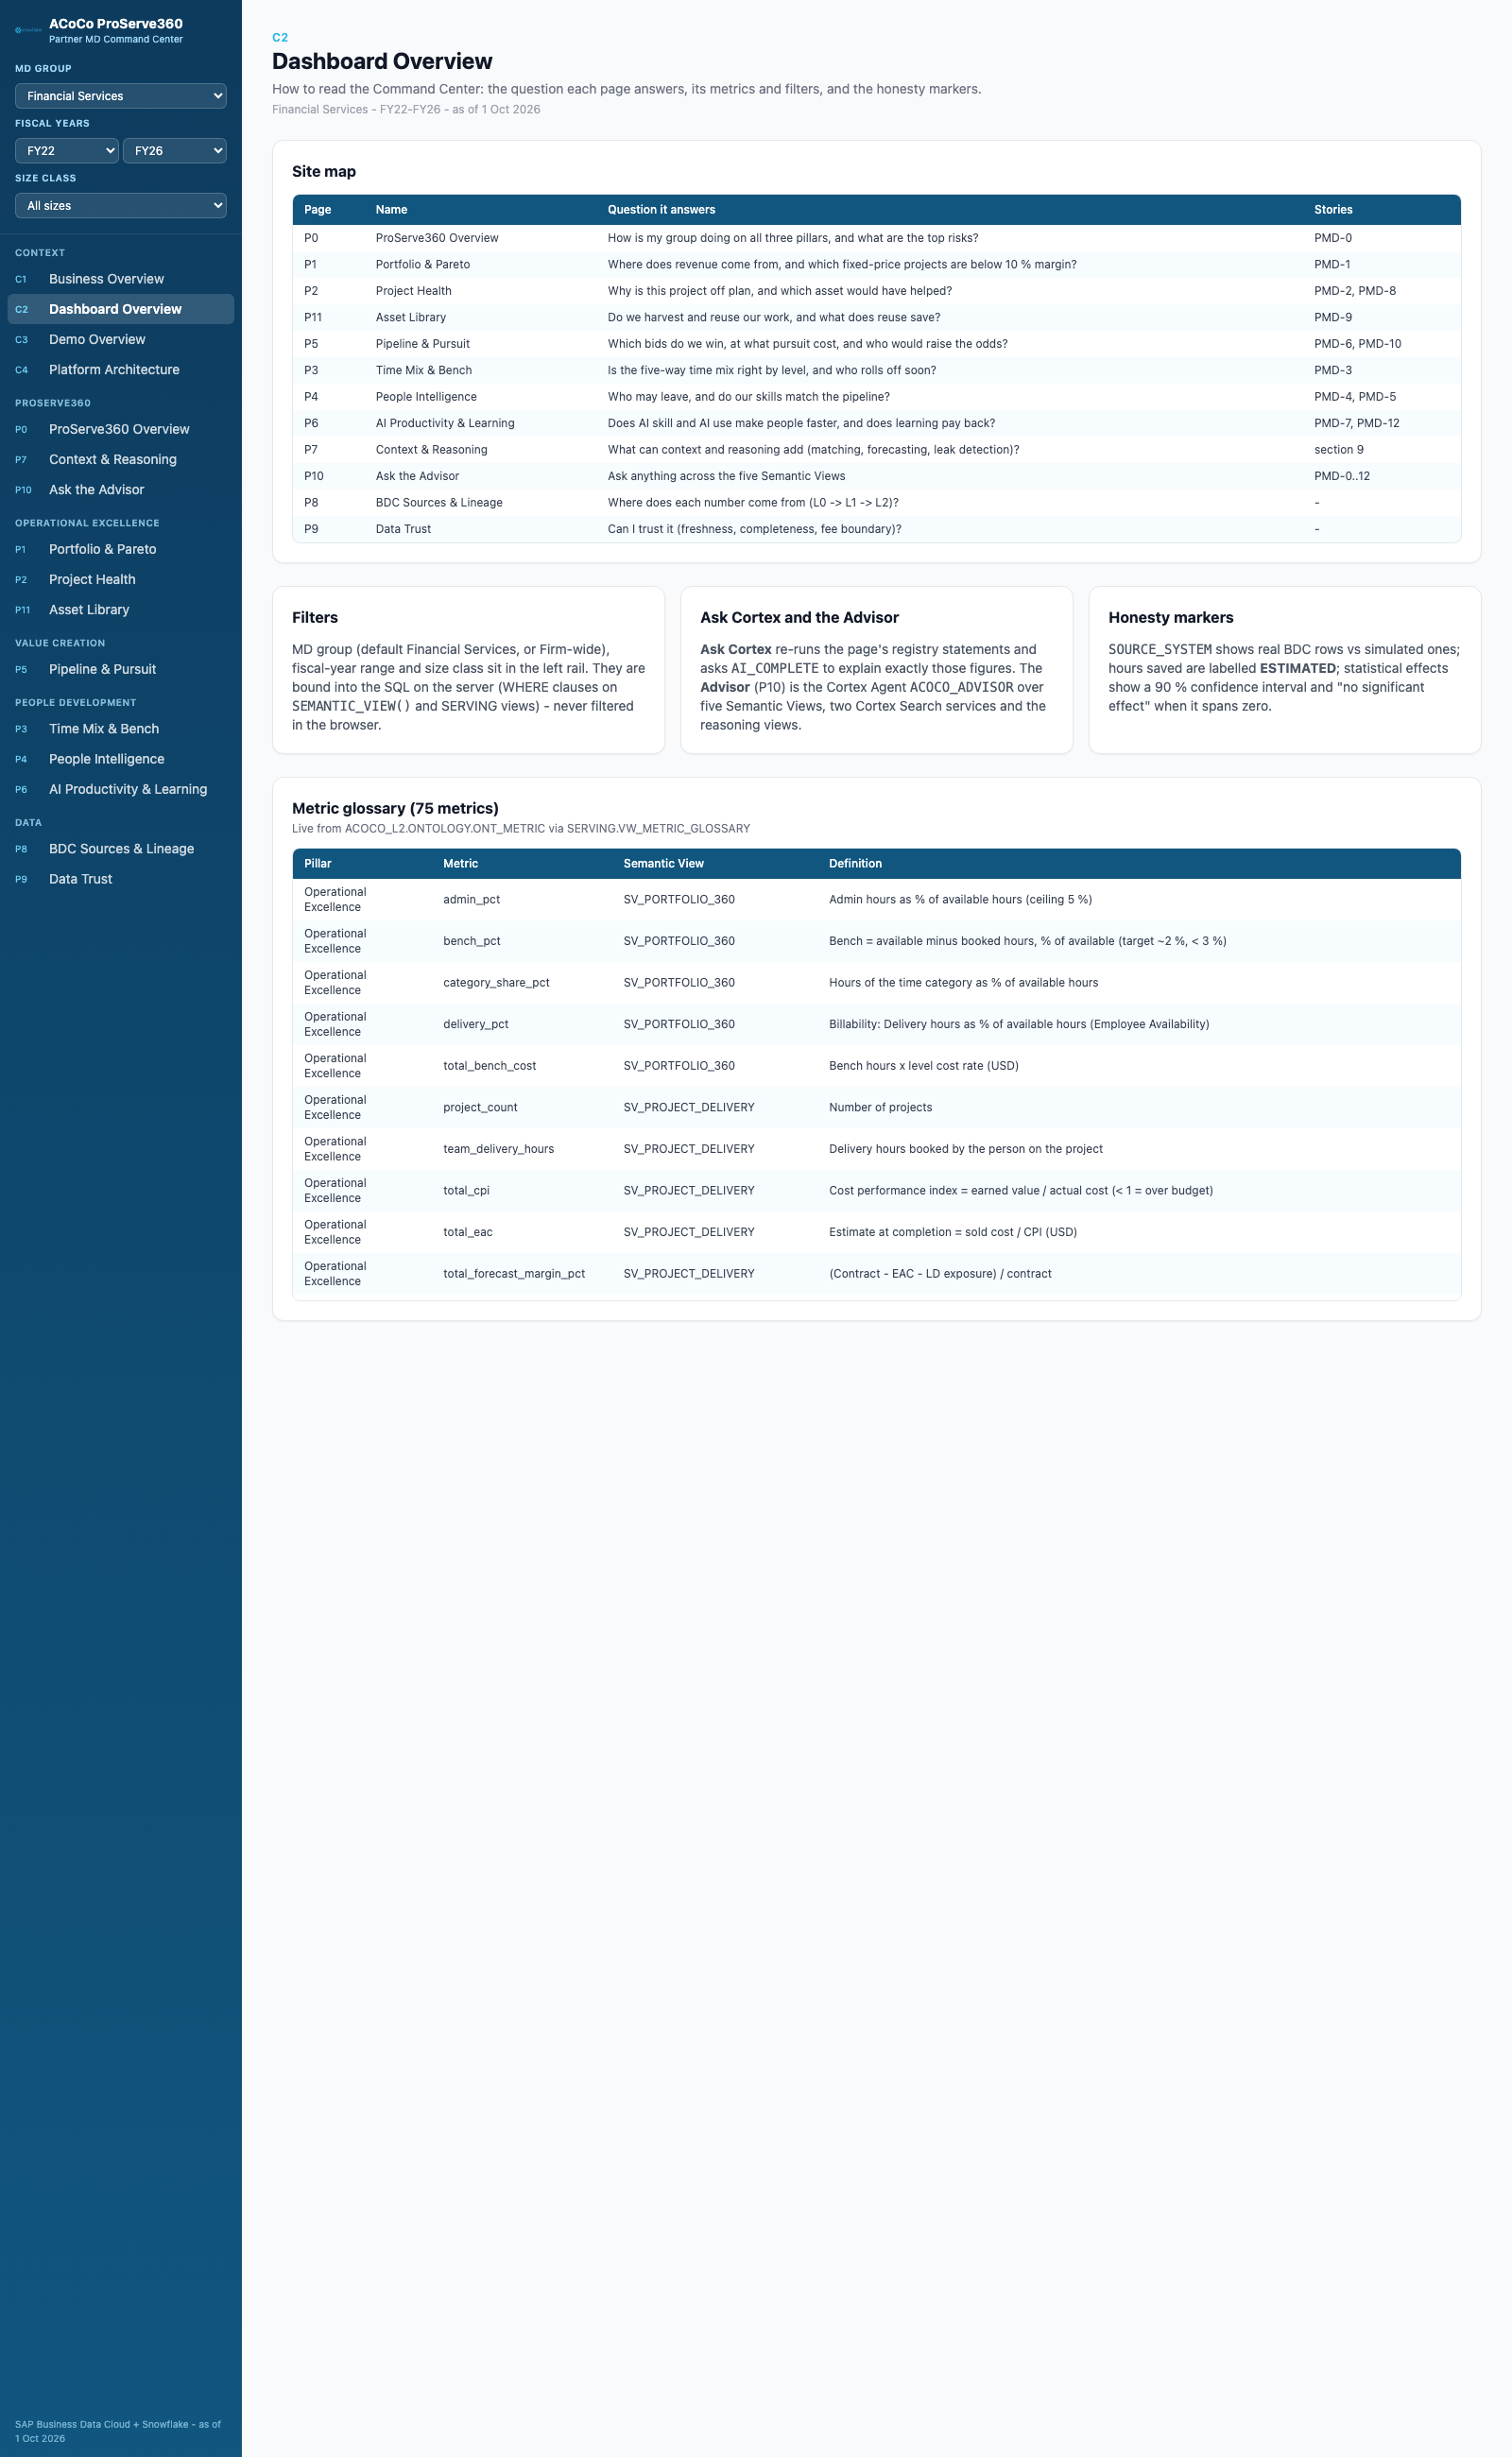 ACoCo ProServe360
Partner MD Command Center
MD GROUP
Financial Services
FISCAL YEARS
FY22 FY26
SIZE CLASS
All sizes
CONTEXT
C1 Business Overview
C2 Dashboard Overview
C3 Demo Overview
C4 Platform Architecture
PROSERVE360
P0 ProServe360 Overview
P7 Context & Reasoning
P10 Ask the Advisor
OPERATIONAL EXCELLENCE
P1 Portfolio & Pareto
P2 Project Health
P11 Asset Library
VALUE CREATION
P5 Pipeline & Pursuit
PEOPLE DEVELOPMENT
P3 Time Mix & Bench
P4 People Intelligence
P6 AI Productivity & Learning
DATA
P8 BDC Sources & Lineage
P9 Data Trust
SAP Business Data Cloud + Snowflake - as of
1 Oct 2026
C2
Dashboard Overview
How to read the Command Center: the question each page answers, its metrics and filters, and the honesty markers.
Financial Services - FY22-FY26 - as of 1 Oct 2026
Site map
Page Name Question it answers Stories
P0 ProServe360 Overview How is my group doing on all three pillars, and what are the top risks? PMD-0
P1 Portfolio & Pareto Where does revenue come from, and which fixed-price projects are below 10 % margin? PMD-1
P2 Project Health Why is this project off plan, and which asset would have helped? PMD-2, PMD-8
P11 Asset Library Do we harvest and reuse our work, and what does reuse save? PMD-9
P5 Pipeline & Pursuit Which bids do we win, at what pursuit cost, and who would raise the odds? PMD-6, PMD-10
P3 Time Mix & Bench Is the five-way time mix right by level, and who rolls off soon? PMD-3
P4 People Intelligence Who may leave, and do our skills match the pipeline? PMD-4, PMD-5
P6 AI Productivity & Learning Does AI skill and AI use make people faster, and does learning pay back? PMD-7, PMD-12
P7 Context & Reasoning What can context and reasoning add (matching, forecasting, leak detection)? section 9
P10 Ask the Advisor Ask anything across the five Semantic Views PMD-0..12
P8 BDC Sources & Lineage Where does each number come from (L0 -> L1 -> L2)? -
P9 Data Trust Can I trust it (freshness, completeness, fee boundary)? -
Filters
MD group (default Financial Services, or Firm-wide),
fiscal-year range and size class sit in the left rail. They are
bound into the SQL on the server (WHERE clauses on
SEMANTIC_VIEW() and SERVING views) - never filtered
in the browser.
Ask Cortex and the Advisor
Ask Cortex re-runs the page's registry statements and
asks AI_COMPLETE to explain exactly those figures. The
Advisor (P10) is the Cortex Agent ACOCO_ADVISOR over
five Semantic Views, two Cortex Search services and the
reasoning views.
Honesty markers
SOURCE_SYSTEM shows real BDC rows vs simulated ones;
hours saved are labelled ESTIMATED; statistical effects
show a 90 % confidence interval and "no significant
effect" when it spans zero.
Metric glossary (75 metrics)
Live from ACOCO_L2.ONTOLOGY.ONT_METRIC via SERVING.VW_METRIC_GLOSSARY
Pillar Metric Semantic View Definition
Operational Excellence admin_pct SV_PORTFOLIO_360 Admin hours as % of available hours (ceiling 5 %)
Operational Excellence bench_pct SV_PORTFOLIO_360 Bench = available minus booked hours, % of available (target ~2 %, < 3 %)
Operational Excellence category_share_pct SV_PORTFOLIO_360 Hours of the time category as % of available hours
Operational Excellence delivery_pct SV_PORTFOLIO_360 Billability: Delivery hours as % of available hours (Employee Availability)
Operational Excellence total_bench_cost SV_PORTFOLIO_360 Bench hours x level cost rate (USD)
Operational Excellence project_count SV_PROJECT_DELIVERY Number of projects
Operational Excellence team_delivery_hours SV_PROJECT_DELIVERY Delivery hours booked by the person on the project
Operational Excellence total_cpi SV_PROJECT_DELIVERY Cost performance index = earned value / actual cost (< 1 = over budget)
Operational Excellence total_eac SV_PROJECT_DELIVERY Estimate at completion = sold cost / CPI (USD)
Operational Excellence total_forecast_margin_pct SV_PROJECT_DELIVERY (Contract - EAC - LD exposure) / contract